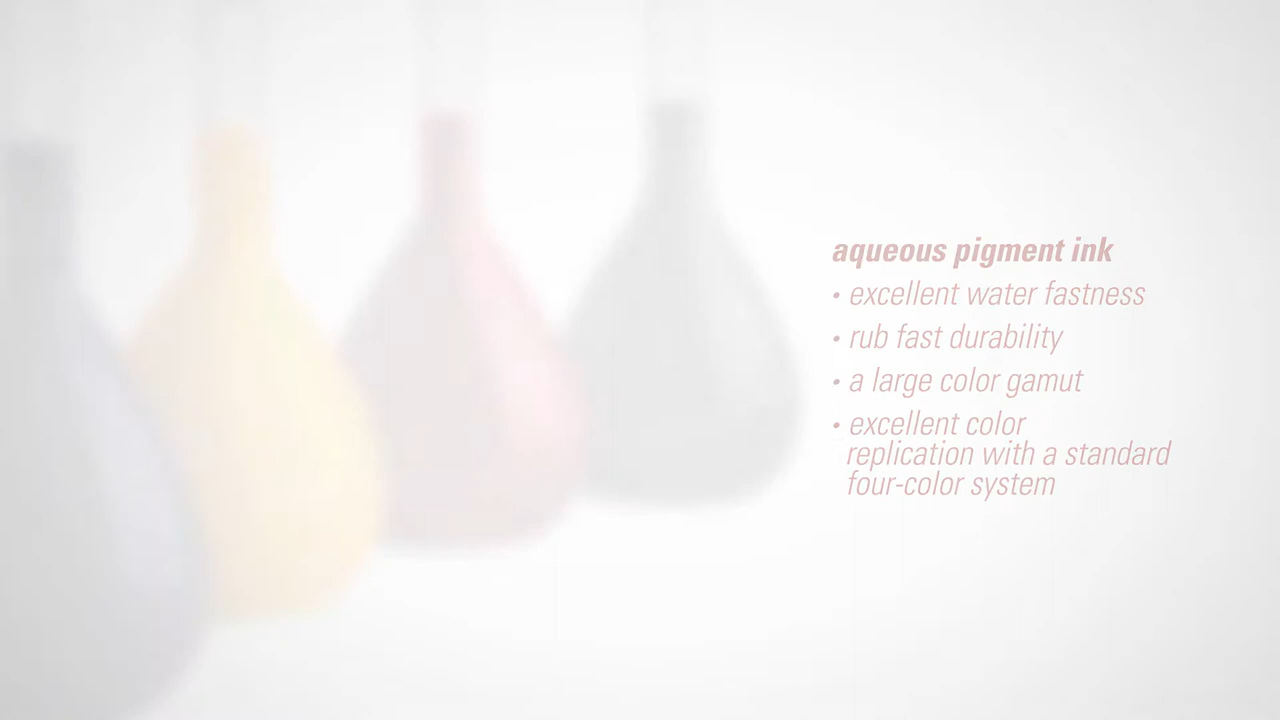 aqueous pigment ink
• excellent water fastness
• rub fast durability
• a large color gamut
• excellent color
replication with a standard
four-color system